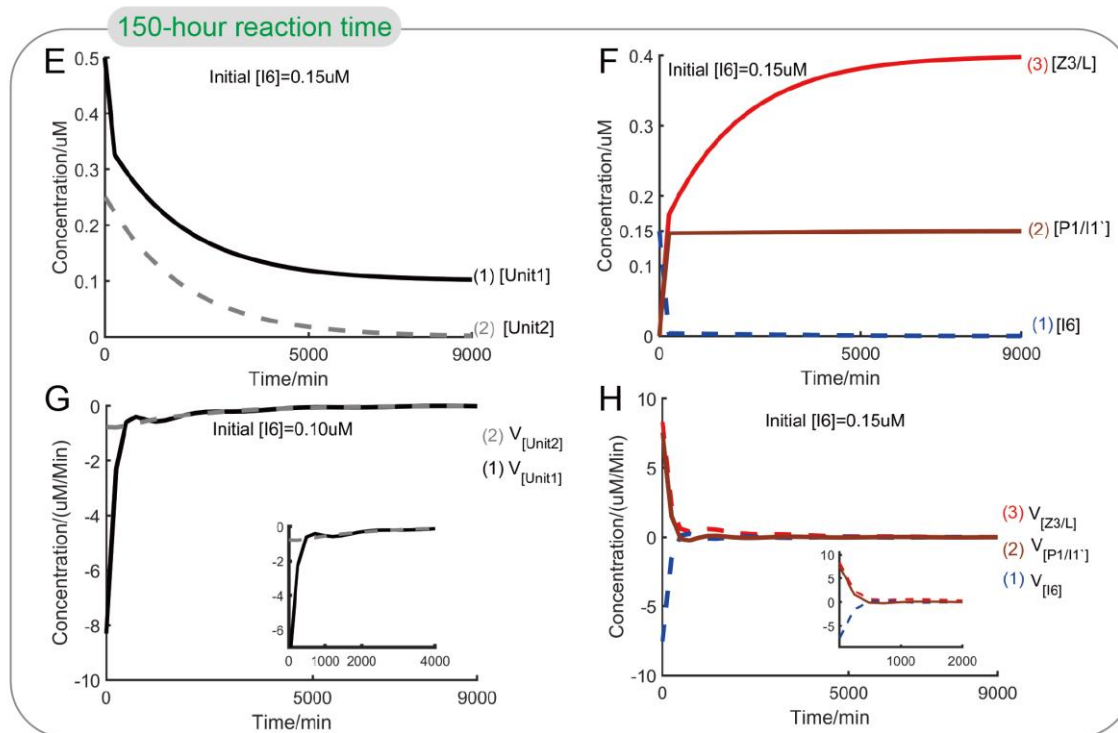 150-hour reaction time
E
Initial [I6]=0.15uM
Concentration/uM
0.5
0.4
0.3
0.2
0.1
0
(1) [Unit1]
(2) [Unit2]
0
5000
9000
Time/min
F
Initial [I6]=0.15uM
Concentration/uM
0.4
0.3
0.2
0.15
0.1
0
(3) [Z3/L]
(2) [P1/I1`]
(1) [I6]
0
5000
9000
Time/min
G
Initial [I6]=0.10uM
Concentration/(uM/Min)
0
-2
-4
-6
-8
-10
(2) V[Unit2]
(1) V[Unit1]
0
-2
-4
-6
0 1000 2000 3000 4000
0
5000
9000
Time/min
H
Initial [I6]=0.15uM
Concentration/(uM/Min)
10
5
0
-5
-10
(3) V[Z3/L]
(2) V[P1/I1`]
(1) V[I6]
10
5
0
-5
1000 2000
0
5000
9000
Time/min